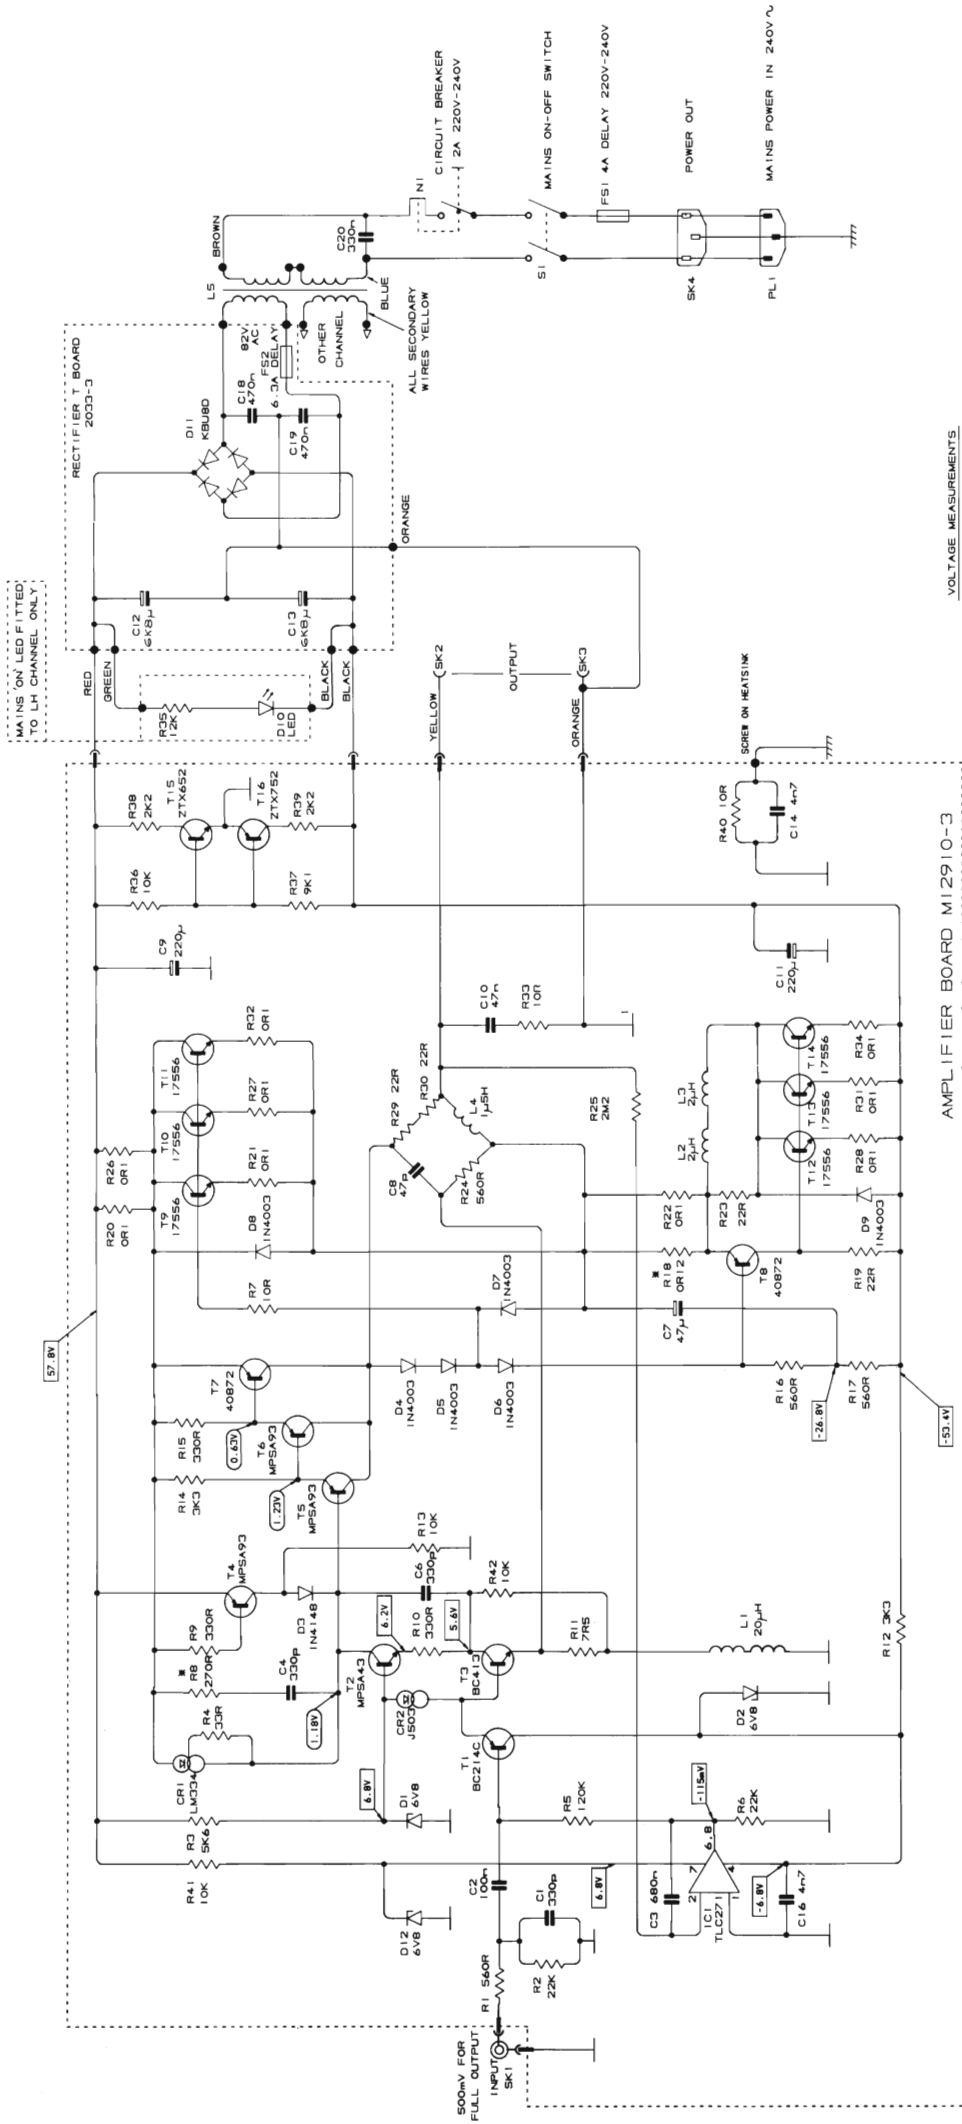 MAINS 'ON' LED FITTED
TO LH CHANNEL ONLY
RECTIFIER T BOARD
2033-3
500mV FOR
FULL OUTPUT
INPUT
SK1
R1 560R
R2
22K
C1
330p
C2
100n
D12
6V8
R41
10K
R3
5K6
D1
6V8
6.8V
CR1
LM334
R4
33R
R8
270R
*
C4
330p
1.18V
R9
330R
T4
MPSA93
D3
1N4148
T2
MPSA43
CR2
J503
6.2V
R10
330R
5.6V
C6
330p
R13
10K
T1
BC214C
T3
BC413
R42
10K
R11
7R5
L1
20µH
R5
120K
C3 680n
6.8V
IC1
TLC271
2
7
6,8
4
1
-115mV
R6
22K
-6.8V
C16 4n7
D2
6V8
R12 3K3
57.8V
R14
3K3
R15
330R
0.63V
1.23V
T5
MPSA93
T6
MPSA93
T7
40872
D4
1N4003
D5
1N4003
D6
1N4003
D7
1N4003
R7
10R
D8
1N4003
R20
0R1
R26
0R1
T9
17556
T10
17556
T11
17556
R21
0R1
R27
0R1
R32
0R1
C8
47p
R29 22R
R30 22R
R24
560R
L4
1µ5H
C7
47µ
R16
560R
R17
560R
-26.8V
-53.4V
*
R18
0R12
R22
0R1
R23
22R
T8
40872
R19
22R
D9
1N4003
L2
2µH
L3
2µH
T12
17556
T13
17556
T14
17556
R28
0R1
R31
0R1
R34
0R1
R25
2M2
C10
47n
R33
10R
C9
220µ
C11
220µ
R36
10K
R37
9K1
R38
2K2
R39
2K2
T15
ZTX652
T16
ZTX752
R40 10R
C14 4n7
SCREW ON HEATSINK
YELLOW
SK2
OUTPUT
ORANGE
SK3
RED
GREEN
BLACK
BLACK
R35
12K
D10
LED
C12
6K8µ
C13
6K8µ
ORANGE
D11
KBU8D
C18
470n
C19
470n
82V
AC
FS2
6.3A DELAY
OTHER
CHANNEL
L5
BROWN
BLUE
ALL SECONDARY
WIRES YELLOW
C20
330n
N1
CIRCUIT BREAKER
2A 220V-240V
S1
MAINS ON-OFF SWITCH
FS1 4A DELAY 220V-240V
SK4
POWER OUT
PL1
MAINS POWER IN 240V~
AMPLIFIER BOARD M12910-3
VOLTAGE MEASUREMENTS